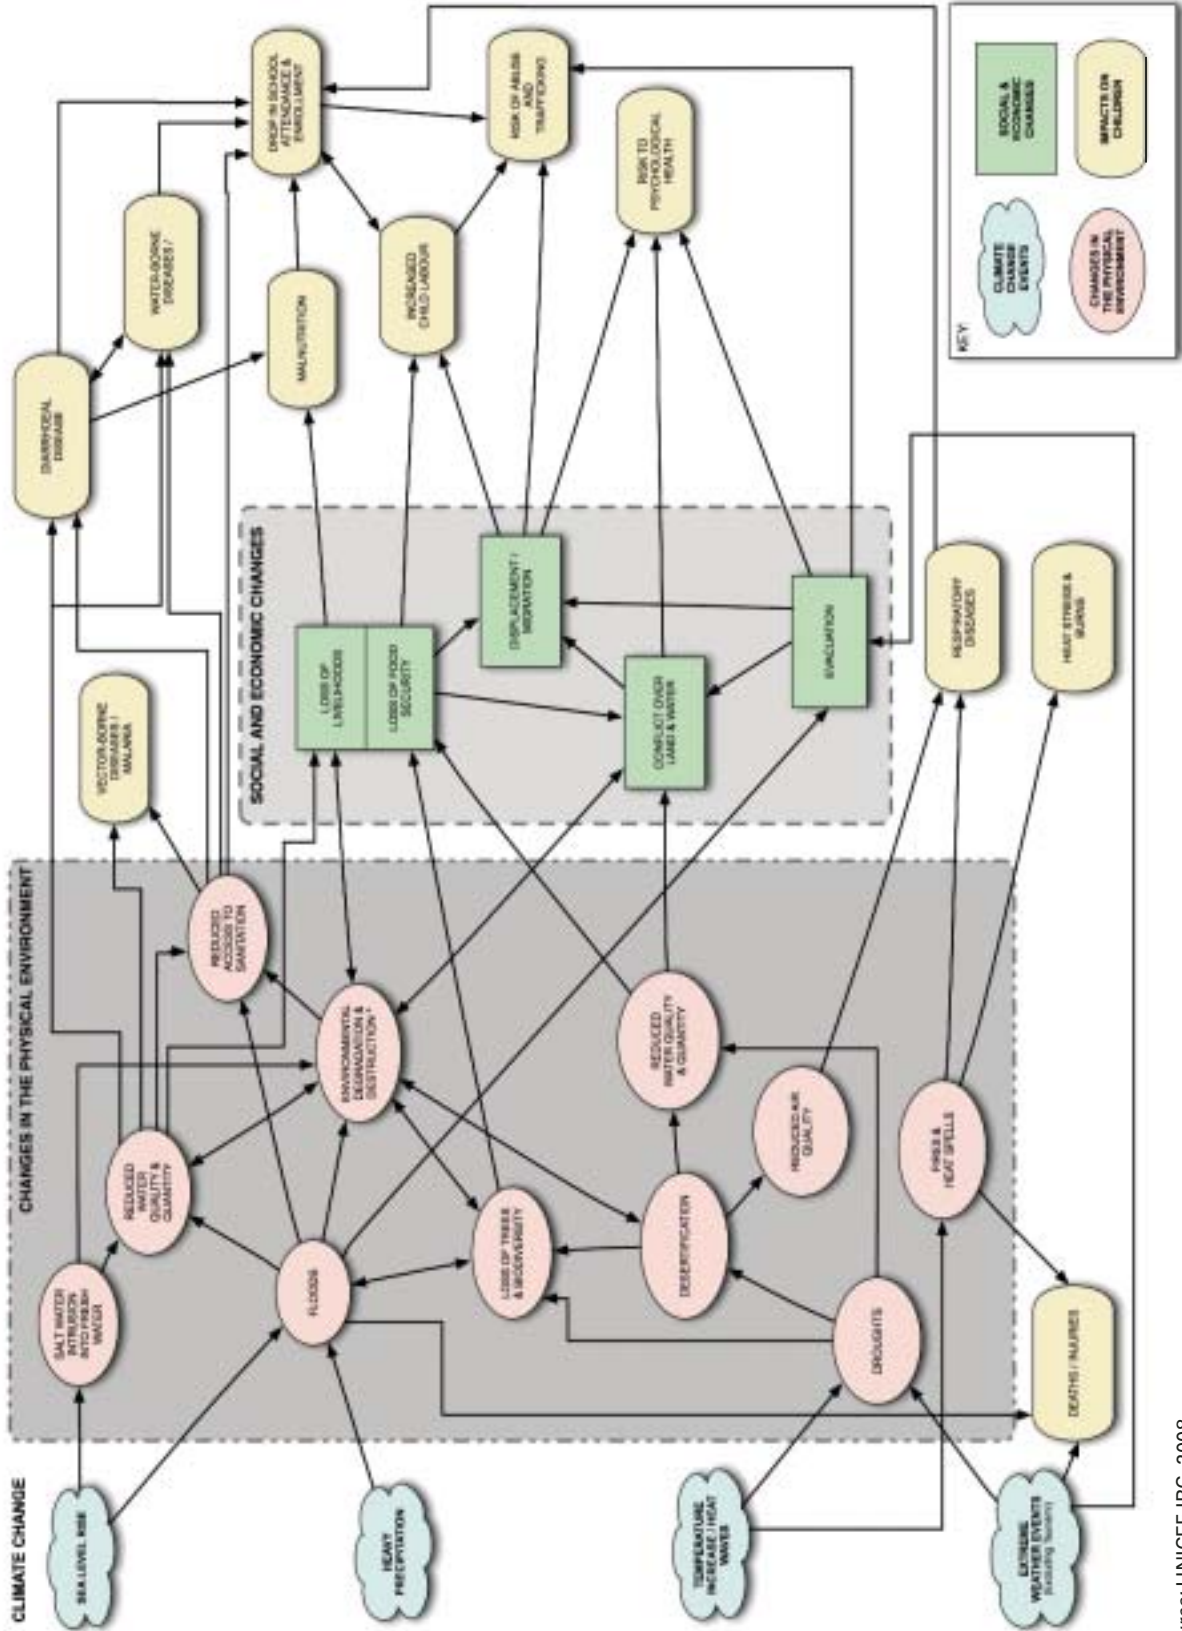 CLIMATE CHANGE
SEA LEVEL RISE
HEAVY
PRECIPITATION
TEMPERATURE
INCREASE / HEAT
WAVES
EXTREME
WEATHER EVENTS
CHANGES IN THE PHYSICAL ENVIRONMENT
SALT WATER
INTRUSION
INTO FRESH
WATER
REDUCED
WATER
QUALITY &
QUANTITY
FLOODS
REDUCED
ACCESS TO
SANITATION
ENVIRONMENTAL
DEGRADATION &
DESTRUCTION
LOSS OF TREES
& BIODIVERSITY
DESERTIFICATION
REDUCED
WATER QUALITY
& QUANTITY
REDUCED AIR
QUALITY
DROUGHTS
FIRES &
HEAT SPELLS
DEATHS / INJURIES
SOCIAL AND ECONOMIC CHANGES
LOSS OF
LIVELIHOODS
LOSS OF FOOD
SECURITY
DISPLACEMENT /
MIGRATION
CONFLICT OVER
LAND & WATER
EVACUATION
VECTOR-BORNE
DISEASES /
MALARIA
DIARRHOEAL
DISEASE
WATER-BORNE
DISEASES /
MALNUTRITION
DROP IN SCHOOL
ATTENDANCE &
ENROLLMENT
INCREASED
CHILD LABOUR
RISK OF ABUSE
AND
TRAFFICKING
RISK TO
PSYCHOLOGICAL
HEALTH
RESPIRATORY
DISEASES
HEAT STRESS &
BURNS
KEY
CLIMATE
CHANGE
EVENTS
SOCIAL &
ECONOMIC
CHANGES
CHANGES IN
THE PHYSICAL
ENVIRONMENT
IMPACTS ON
CHILDREN
UNICEF IRC, 2008